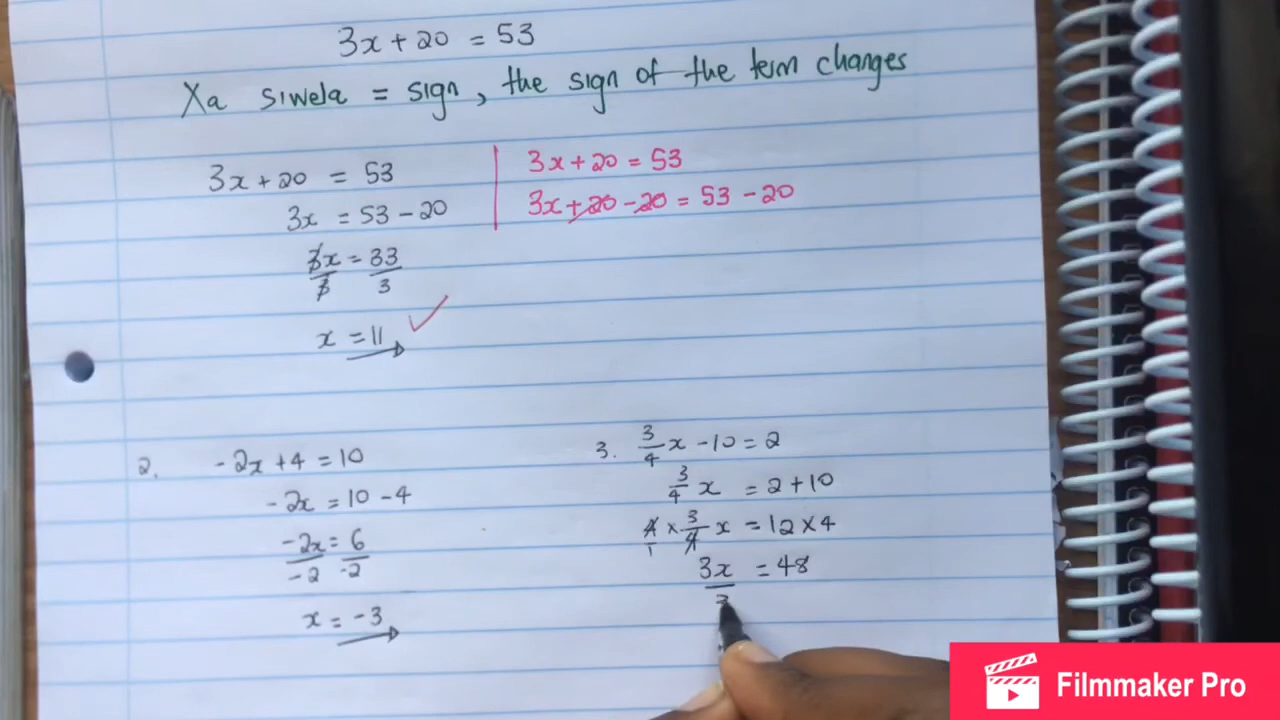 3x + 20 = 53
Xa siwela = sign, the sign of the term changes
3x + 20 = 53
3x = 53 - 20
3x = 33
3 3
x = 11
3x + 20 = 53
3x + 20 - 20 = 53 - 20
2. -2x + 4 = 10
-2x = 10 - 4
-2x = 6
-2 -2
x = -3
3. 3/4 x - 10 = 2
3/4 x = 2 + 10
4/1 × 3/4 x = 12 × 4
3x = 48
3
Filmmaker Pro